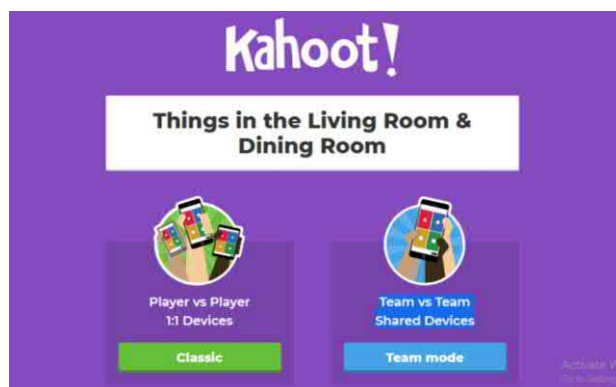 Kahoot!
Things in the Living Room &
Dining Room
Player vs Player
1:1 Devices
Classic
Team vs Team
Shared Devices
Team mode
Activate W